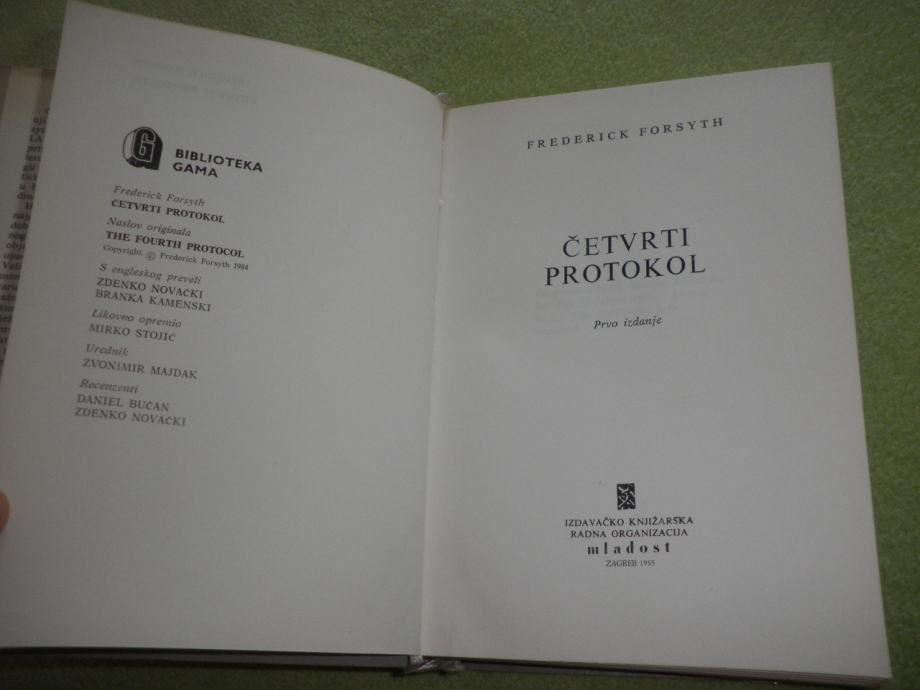 G
BIBLIOTEKA
GAMA
Frederick Forsyth
ČETVRTI PROTOKOL
Naslov originala
THE FOURTH PROTOCOL
Copyright © Frederick Forsyth 1984
S engleskog preveli
ZDENKO NOVAČKI
BRANKA KAMENSKI
Likovno opremio
MIRKO STOJIĆ
Urednik
ZVONIMIR MAJDAK
Recenzenti
DANIEL BUČAN
ZDENKO NOVAČKI
FREDERICK FORSYTH
ČETVRTI
PROTOKOL
Prvo izdanje
IZDAVAČKO KNJIŽARSKA
RADNA ORGANIZACIJA
mladost
ZAGREB 1985